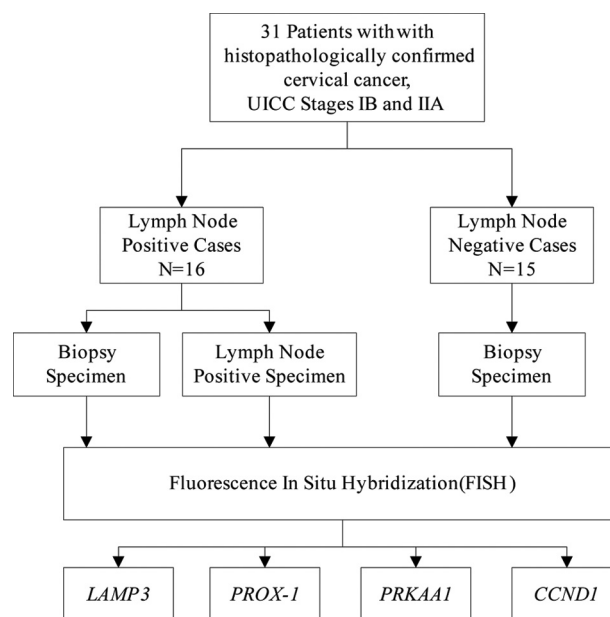 31 Patients with with
histopathologically confirmed
cervical cancer,
UICC Stages IB and IIA
Lymph Node
Positive Cases
N=16
Lymph Node
Negative Cases
N=15
Biopsy
Specimen
Lymph Node
Positive Specimen
Biopsy
Specimen
Fluorescence In Situ Hybridization(FISH)
LAMP3
PROX-1
PRKAA1
CCND1